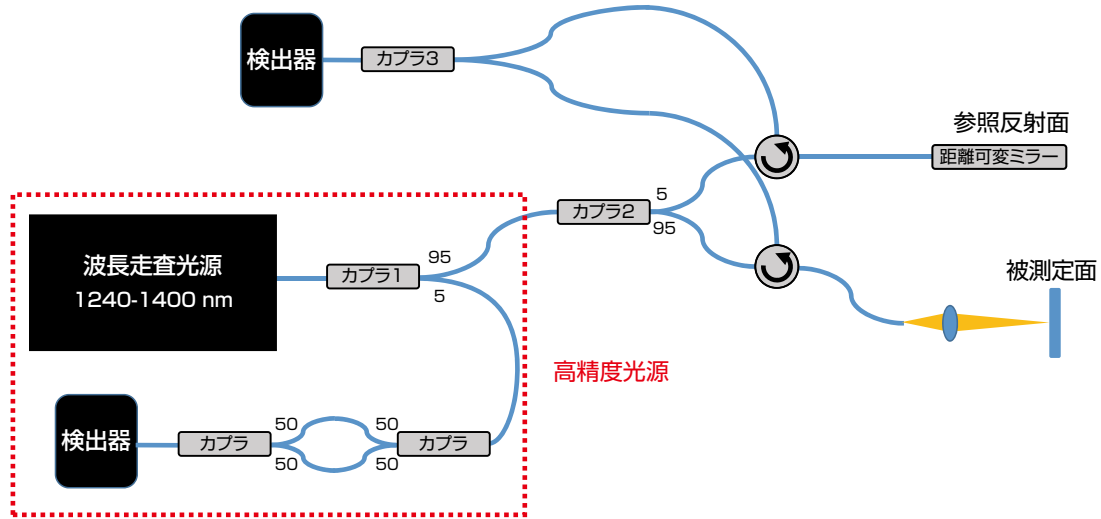 検出器
カプラ3
参照反射面
距離可変ミラー
5
カプラ2
95
波長走査光源
1240-1400 nm
95
カプラ1
5
被測定面
高精度光源
検出器
カプラ
50
50
50
50
カプラ